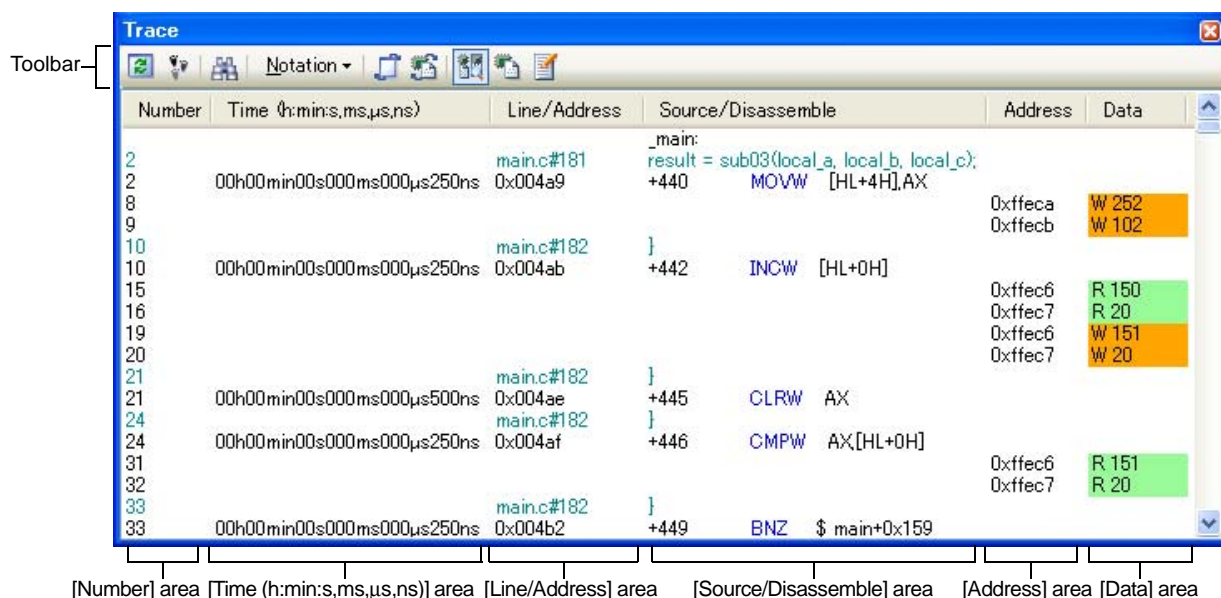 Trace
Toolbar
Notation
Number Time (h:min:s,ms,µs,ns) Line/Address Source/Disassemble Address Data
_main:
2 main.c#181 result = sub03(local_a, local_b, local_c);
2 00h00min00s000ms000µs250ns 0x004a9 +440 MOVW [HL+4H],AX
8 0xffeca W 252
9 0xffecb W 102
10 main.c#182 }
10 00h00min00s000ms000µs250ns 0x004ab +442 INCW [HL+0H]
15 0xffec6 R 150
16 0xffec7 R 20
19 0xffec6 W 151
20 0xffec7 W 20
21 main.c#182 }
21 00h00min00s000ms000µs500ns 0x004ae +445 CLRW AX
24 main.c#182 }
24 00h00min00s000ms000µs250ns 0x004af +446 CMPW AX,[HL+0H]
31 0xffec6 R 151
32 0xffec7 R 20
33 main.c#182 }
33 00h00min00s000ms000µs250ns 0x004b2 +449 BNZ $ main+0x159
[Number] area [Time (h:min:s,ms,µs,ns)] area [Line/Address] area [Source/Disassemble] area [Address] area [Data] area